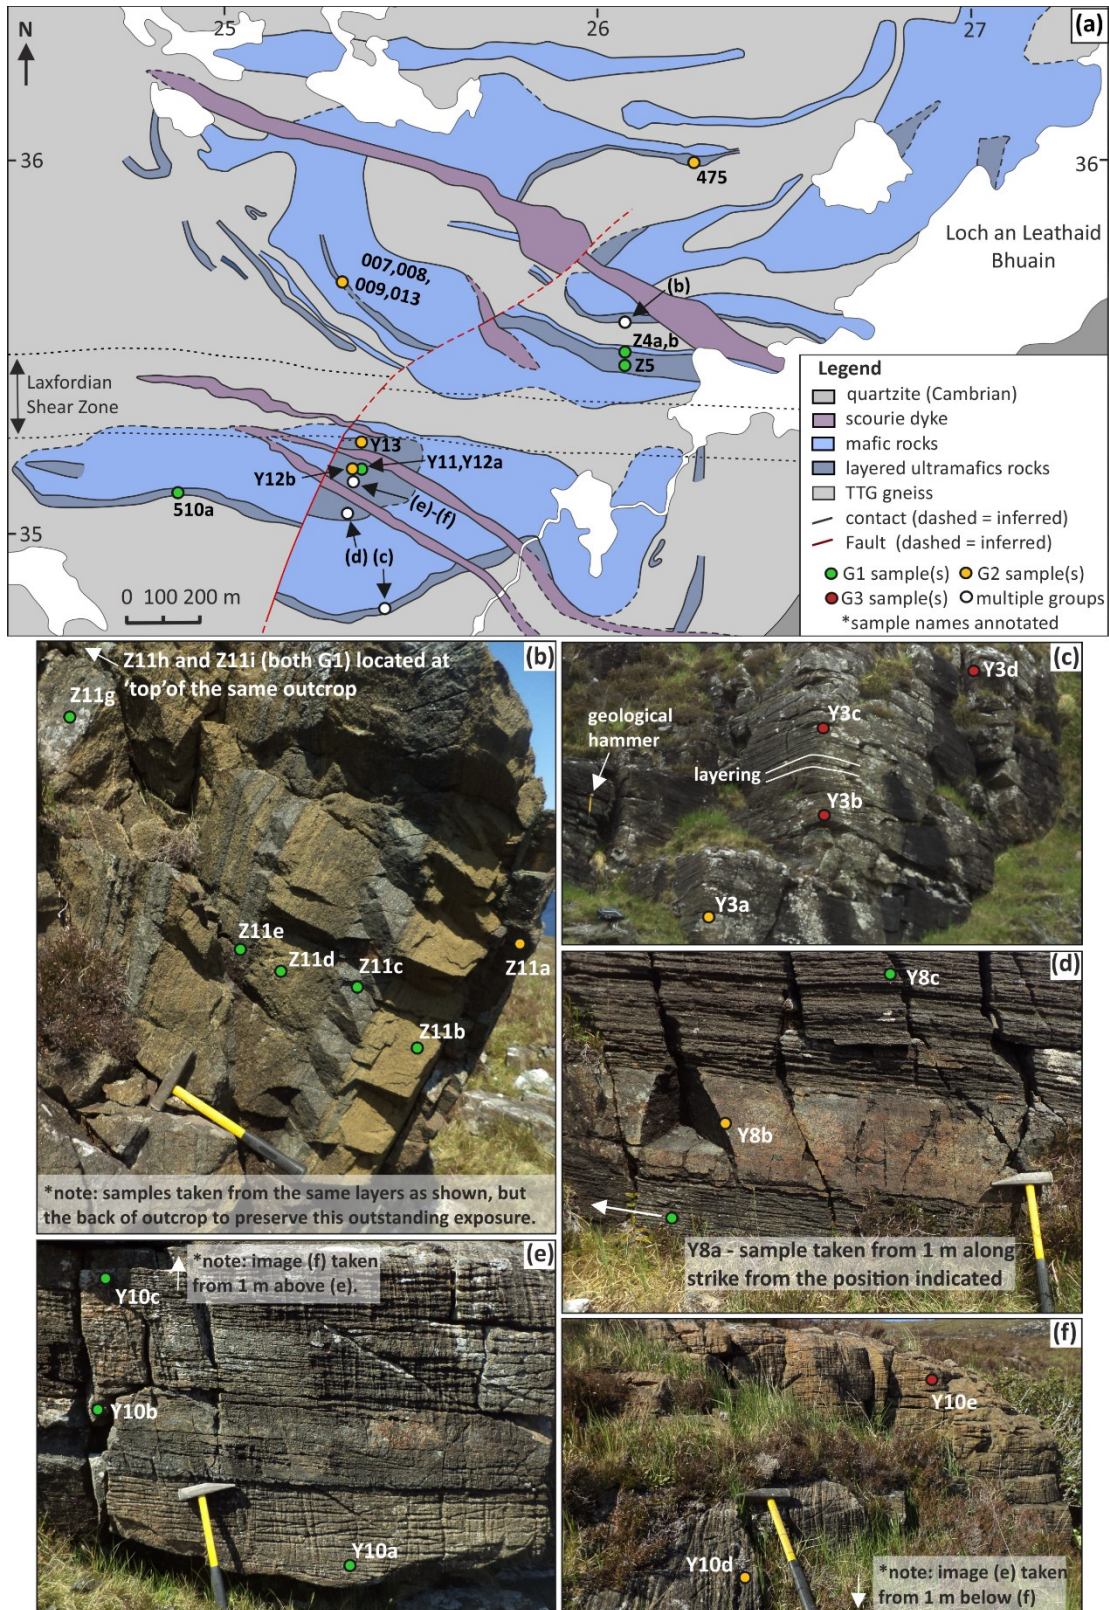 N
25
26
27
(a)
36
36
475
Loch an Leathaid
Bhuain
007,008,
009,013
(b)
Z4a,b
Z5
Laxfordian
Shear Zone
Y13
Y11,Y12a
Y12b
(e)-(f)
510a
35
(d) (c)
0 100 200 m
Legend
quartzite (Cambrian)
scourie dyke
mafic rocks
layered ultramafics rocks
TTG gneiss
contact (dashed = inferred)
Fault (dashed = inferred)
G1 sample(s)
G2 sample(s)
G3 sample(s)
multiple groups
*sample names annotated
(b)
Z11h and Z11i (both G1) located at
‘top’of the same outcrop
Z11g
Z11e
Z11d
Z11c
Z11a
Z11b
*note: samples taken from the same layers as shown, but
the back of outcrop to preserve this outstanding exposure.
(c)
Y3d
geological
hammer
Y3c
layering
Y3b
Y3a
(d)
Y8c
Y8b
Y8a - sample taken from 1 m along
strike from the position indicated
(e)
*note: image (f) taken
from 1 m above (e).
Y10c
Y10b
Y10a
(f)
Y10e
Y10d
*note: image (e) taken
from 1 m below (f)